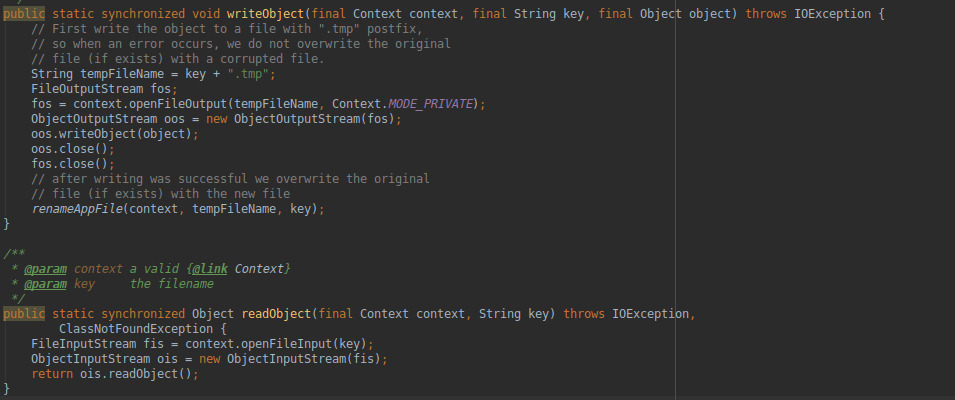 */
public static synchronized void writeObject(final Context context, final String key, final Object object) throws IOException {
// First write the object to a file with ".tmp" postfix,
// so when an error occurs, we do not overwrite the original
// file (if exists) with a corrupted file.
String tempFileName = key + ".tmp";
FileOutputStream fos;
fos = context.openFileOutput(tempFileName, Context.MODE_PRIVATE);
ObjectOutputStream oos = new ObjectOutputStream(fos);
oos.writeObject(object);
oos.close();
fos.close();
// after writing was successful we overwrite the original
// file (if exists) with the new file
renameAppFile(context, tempFileName, key);
}
/**
* @param context a valid {@link Context}
* @param key     the filename
*/
public static synchronized Object readObject(final Context context, String key) throws IOException,
ClassNotFoundException {
FileInputStream fis = context.openFileInput(key);
ObjectInputStream ois = new ObjectInputStream(fis);
return ois.readObject();
}